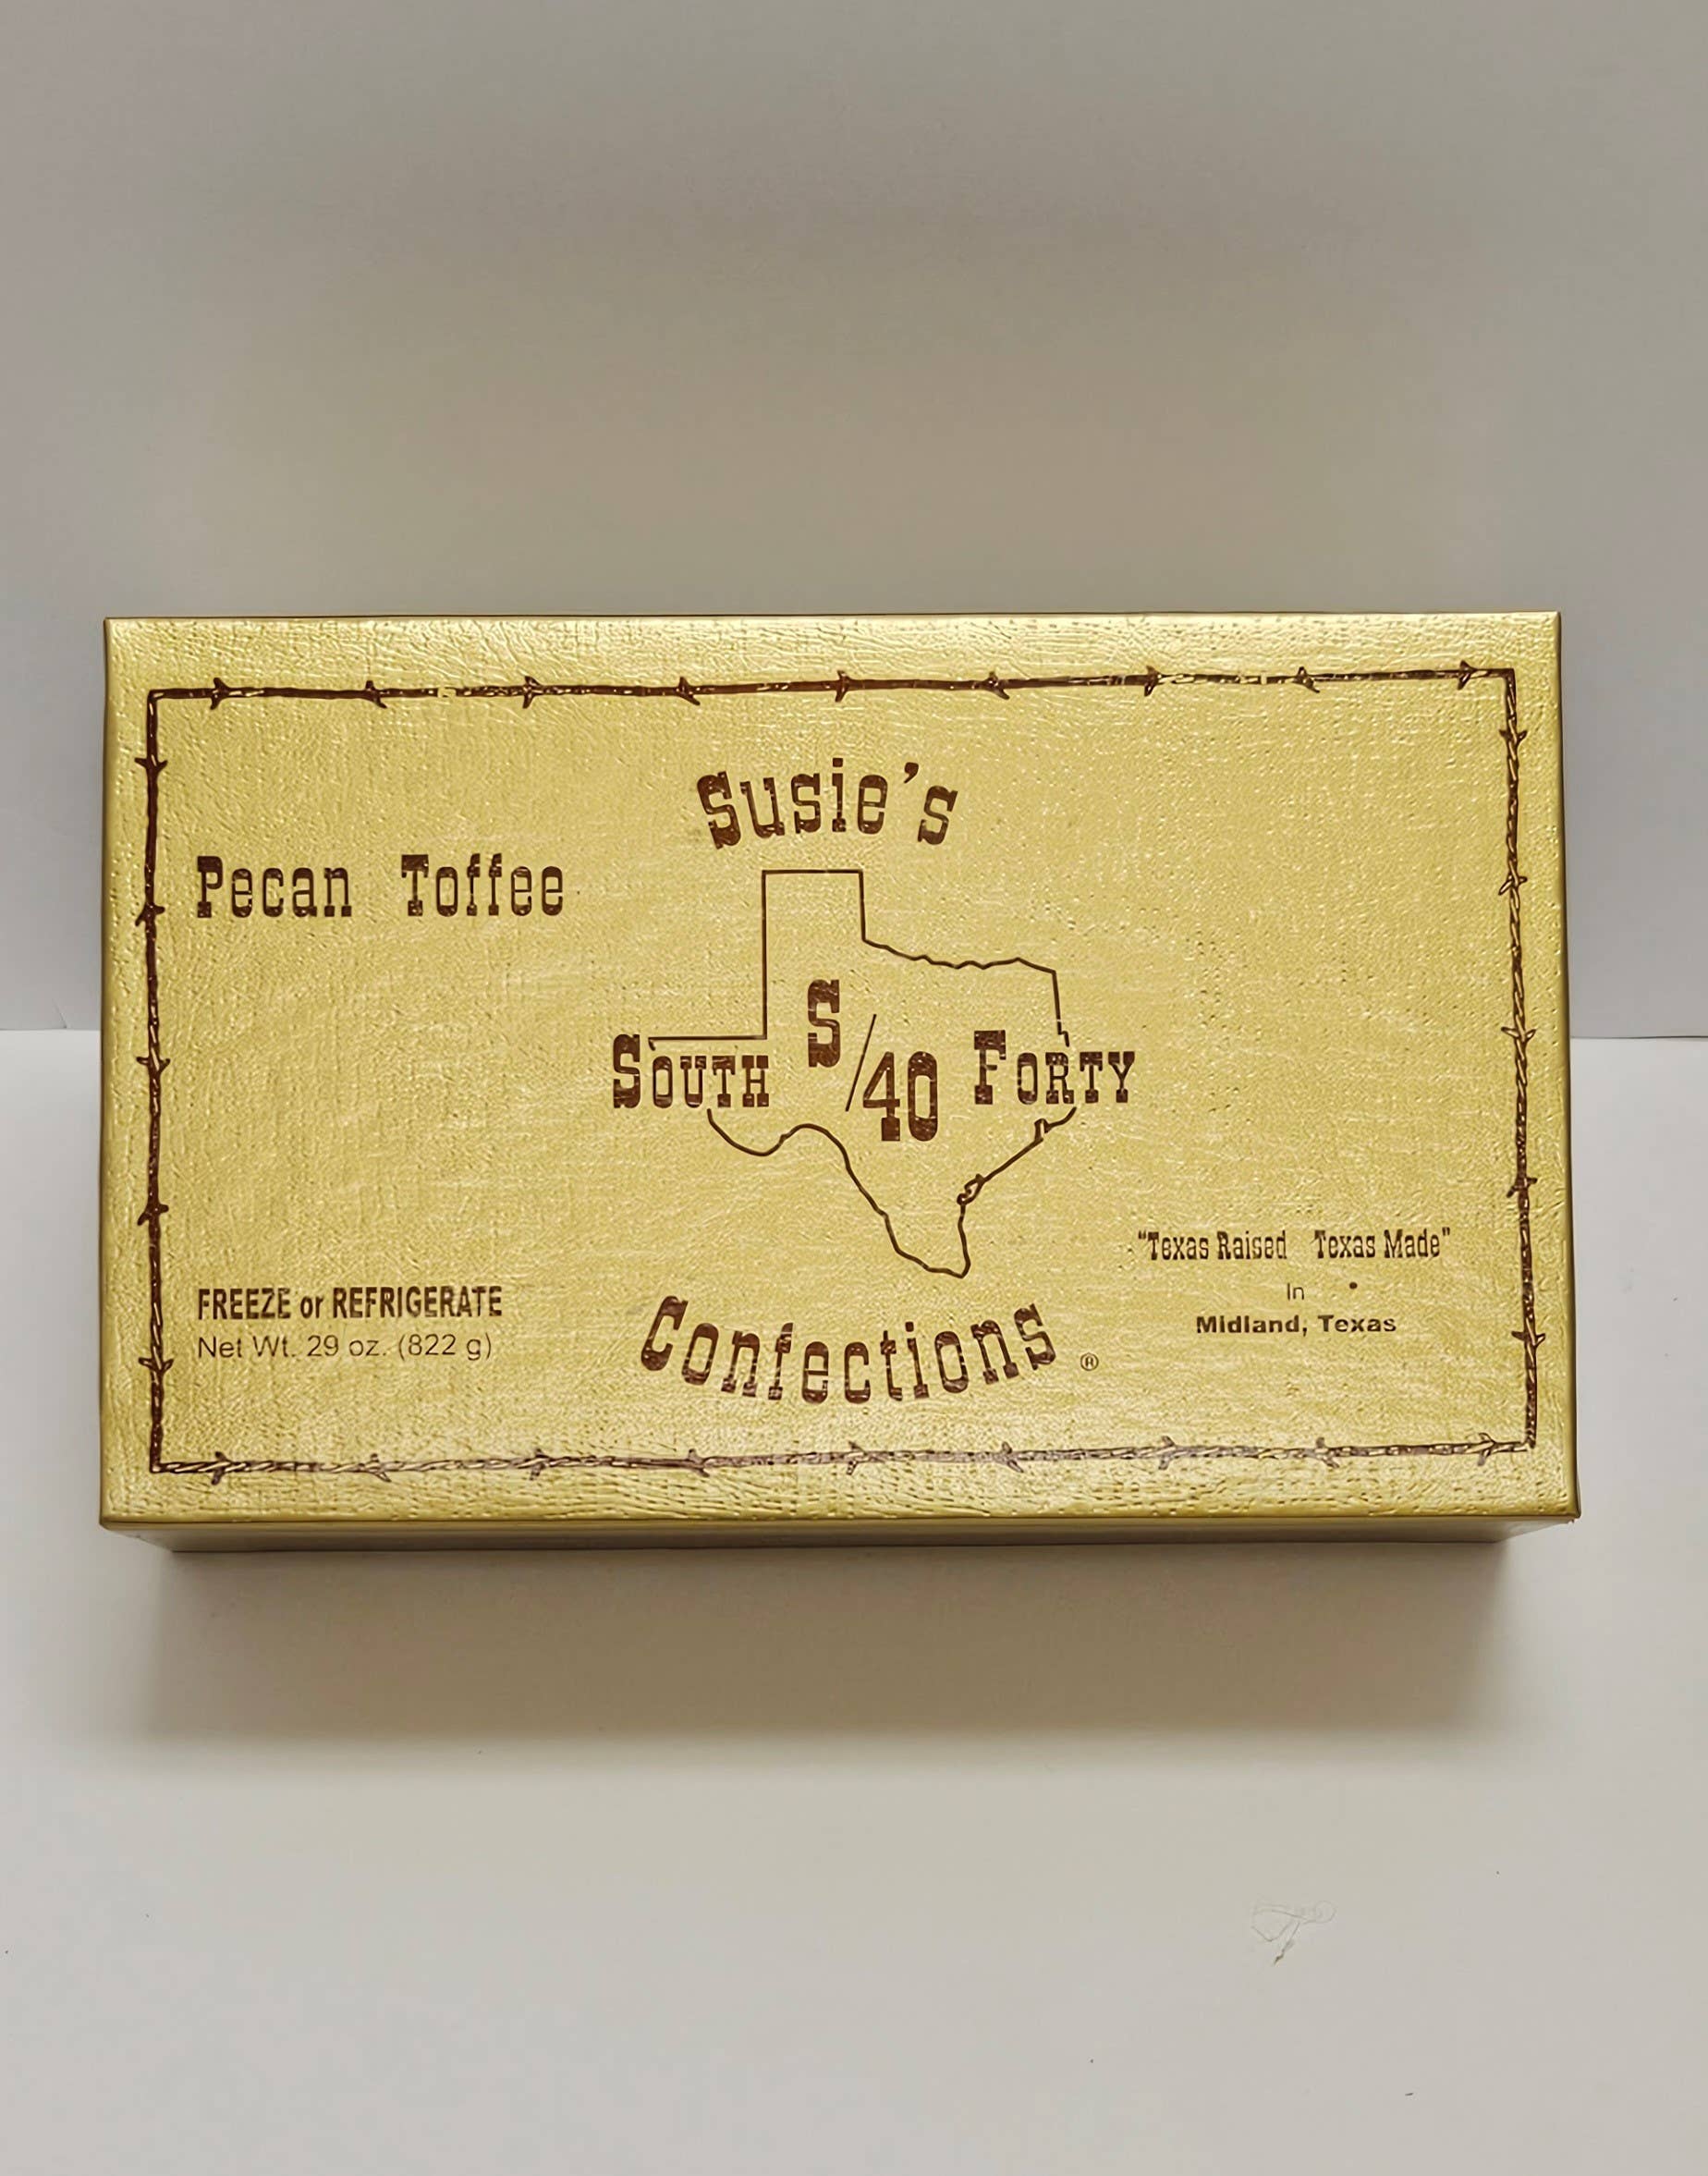 Susie's
Pecan Toffee
S/40
South Forty
"Texas Raised Texas Made"
In
Midland, Texas
FREEZE or REFRIGERATE
Net Wt. 29 oz. (822 g)
Confections ®